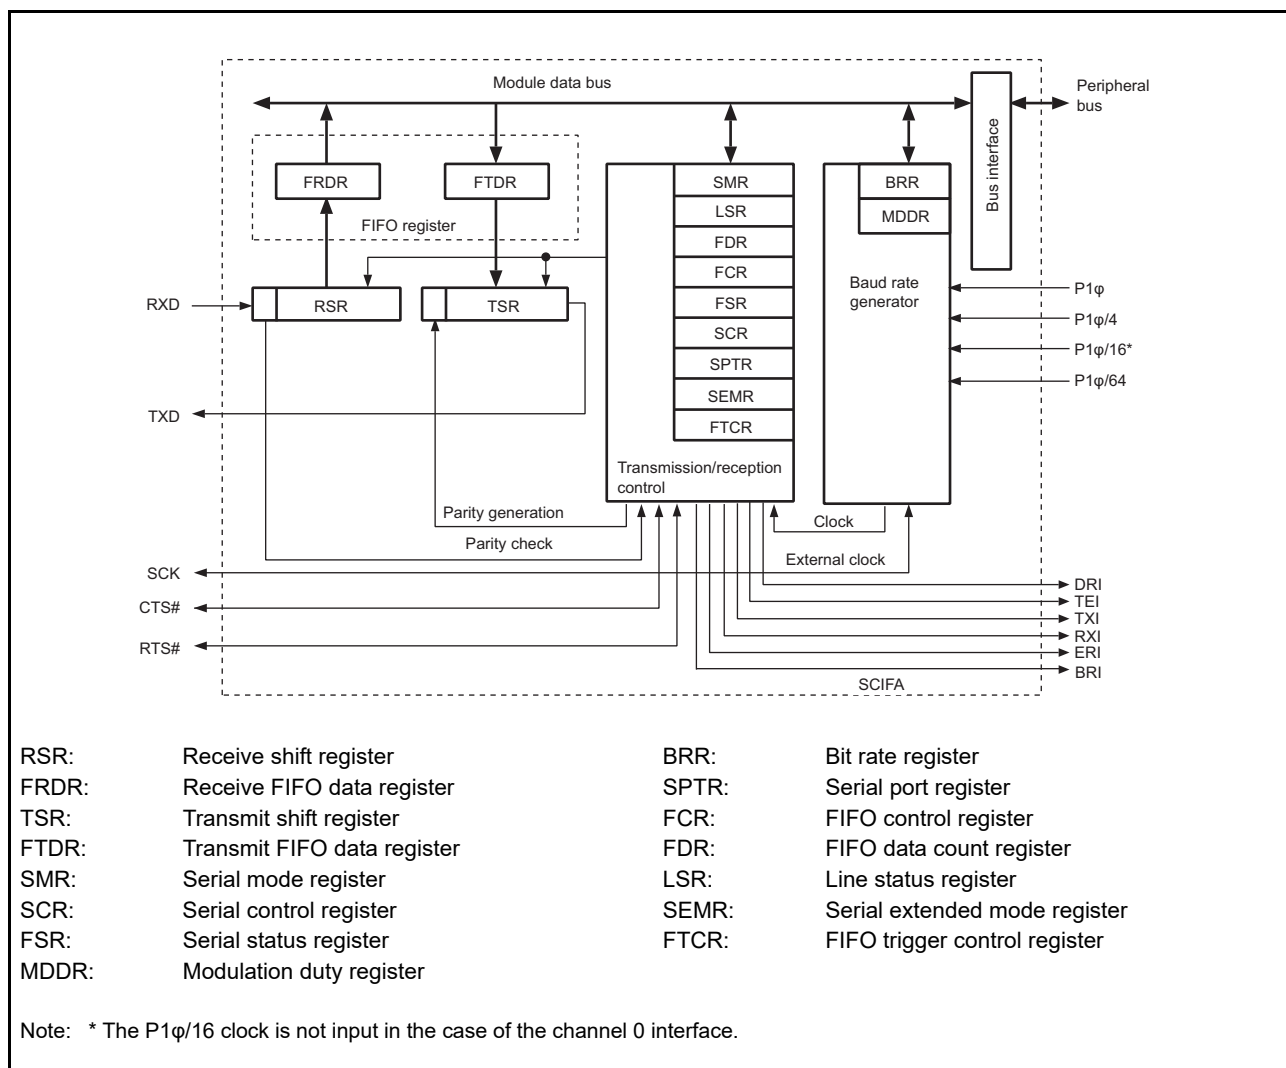 Module data bus
Peripheral
bus
Bus interface
FRDR
FTDR
FIFO register
SMR
LSR
FDR
FCR
FSR
SCR
SPTR
SEMR
FTCR
Transmission/reception
control
BRR
MDDR
Baud rate
generator
RXD
RSR
TSR
P1φ
P1φ/4
P1φ/16*
P1φ/64
TXD
Parity generation
Parity check
Clock
External clock
SCK
CTS#
RTS#
DRI
TEI
TXI
RXI
ERI
BRI
SCIFA
RSR: Receive shift register
FRDR: Receive FIFO data register
TSR: Transmit shift register
FTDR: Transmit FIFO data register
SMR: Serial mode register
SCR: Serial control register
FSR: Serial status register
MDDR: Modulation duty register
BRR: Bit rate register
SPTR: Serial port register
FCR: FIFO control register
FDR: FIFO data count register
LSR: Line status register
SEMR: Serial extended mode register
FTCR: FIFO trigger control register
Note: * The P1φ/16 clock is not input in the case of the channel 0 interface.